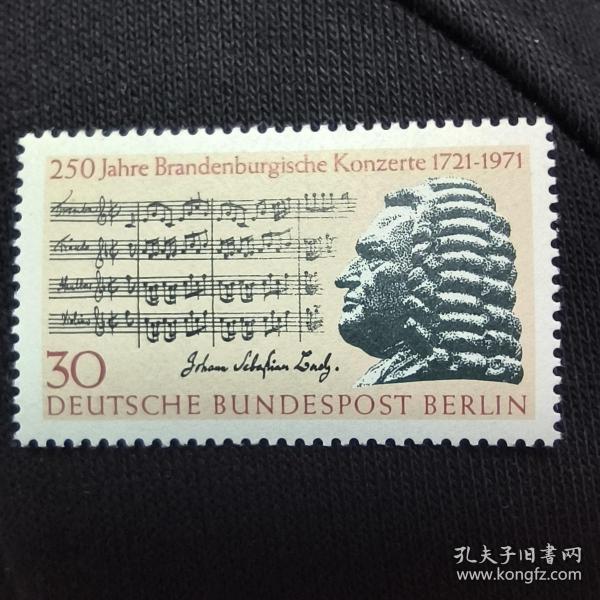 250 Jahre Brandenburgische Konzerte 1721-1971
Johann Sebastian Bach.
30
DEUTSCHE BUNDESPOST BERLIN
孔夫子旧書网
www.kongfz.com